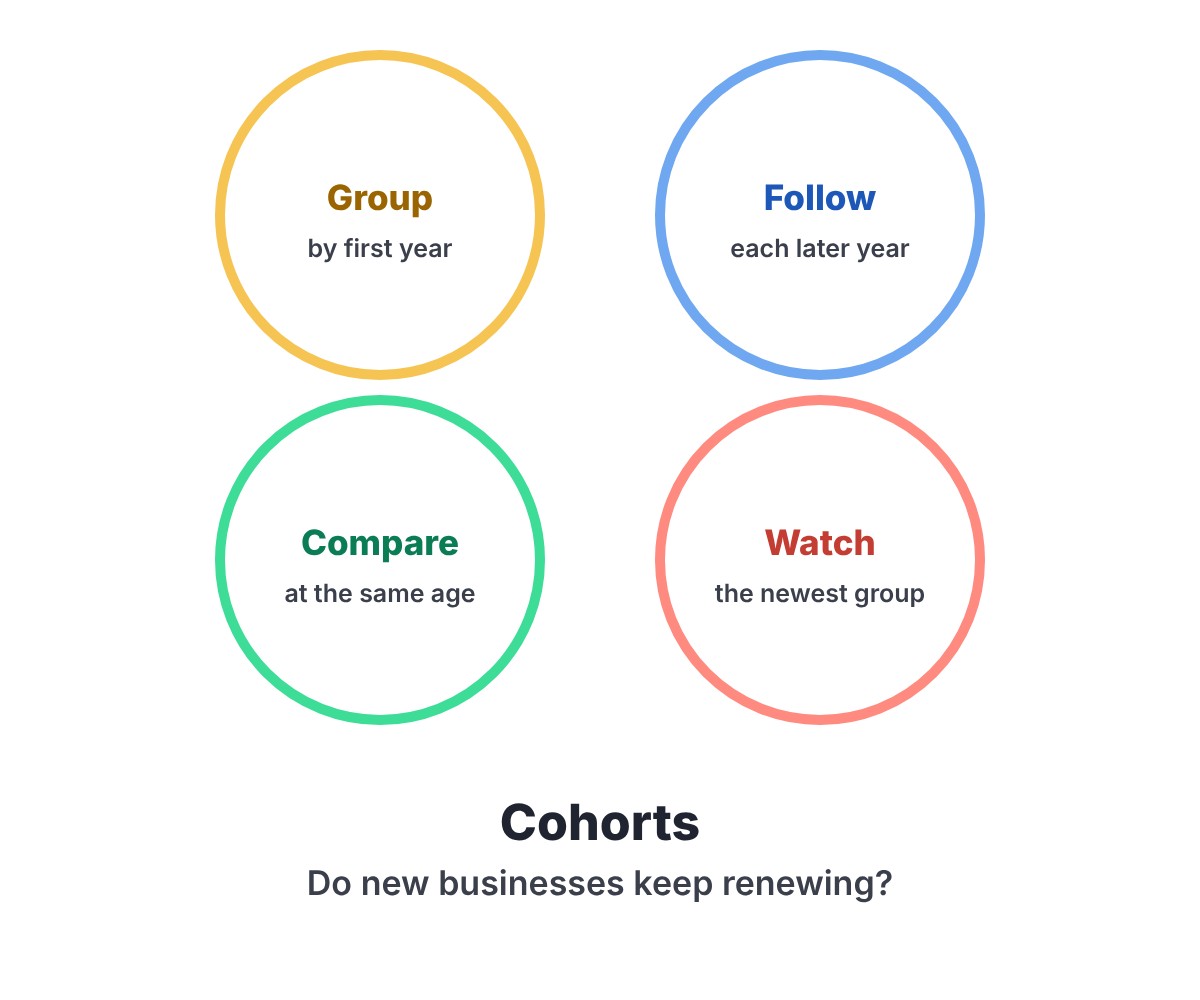 Group
by first year
Follow
each later year
Compare
at the same age
Watch
the newest group
Cohorts
Do new businesses keep renewing?